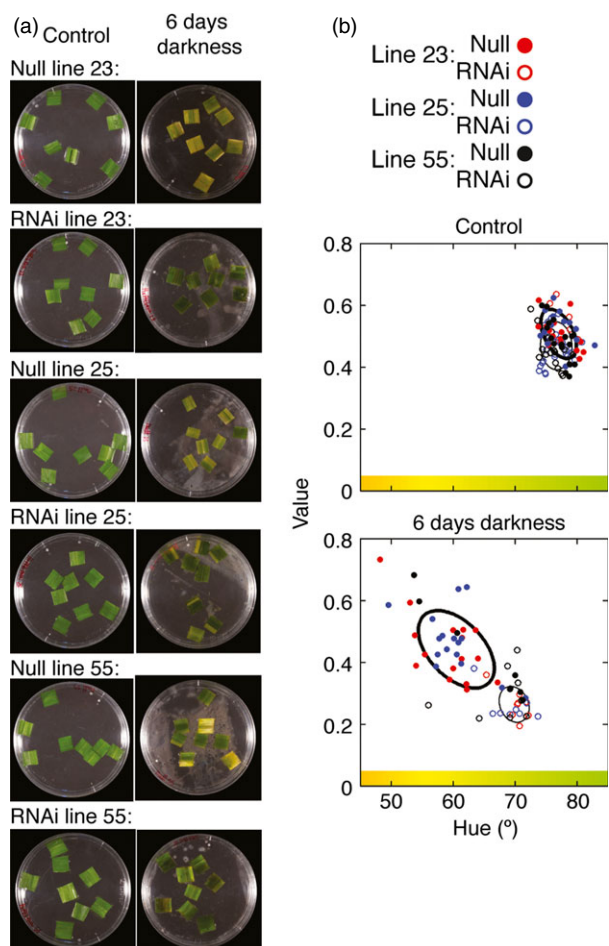 (a)
Control
6 days
darkness
Null line 23:
RNAi line 23:
Null line 25:
RNAi line 25:
Null line 55:
RNAi line 55:
(b)
Line 23: Null
RNAi
Line 25: Null
RNAi
Line 55: Null
RNAi
Control
0.8
0.6
0.4
0.2
0
Value
6 days darkness
0.8
0.6
0.4
0.2
0
50 60 70 80
Hue (º)